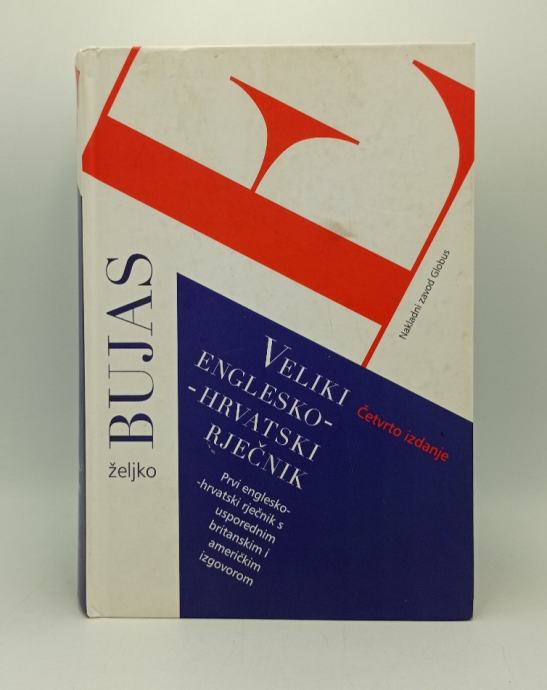 E
željko
BUJAS
VELIKI
ENGLESKO-
-HRVATSKI
RJEČNIK
Četvrto izdanje
Prvi englesko-
-hrvatski rječnik s
usporednim
britanskim i
američkim
izgovorom
Nakladni zavod Globus